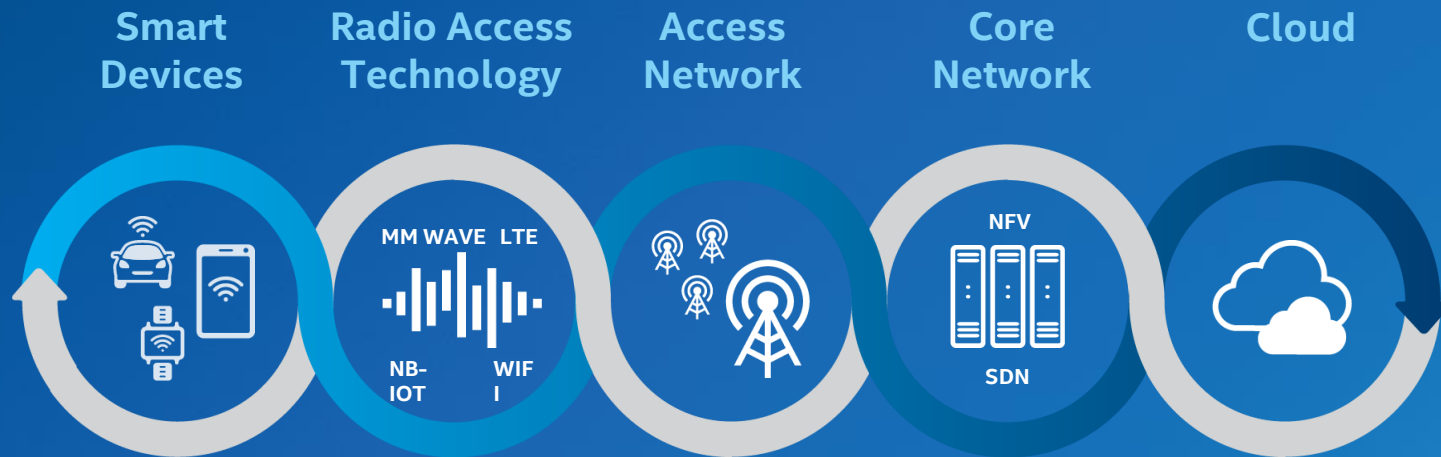 Smart
Devices
Radio Access
Technology
Access
Network
Core
Network
Cloud
MM WAVE LTE
NB-
IOT
WIF
I
NFV
SDN